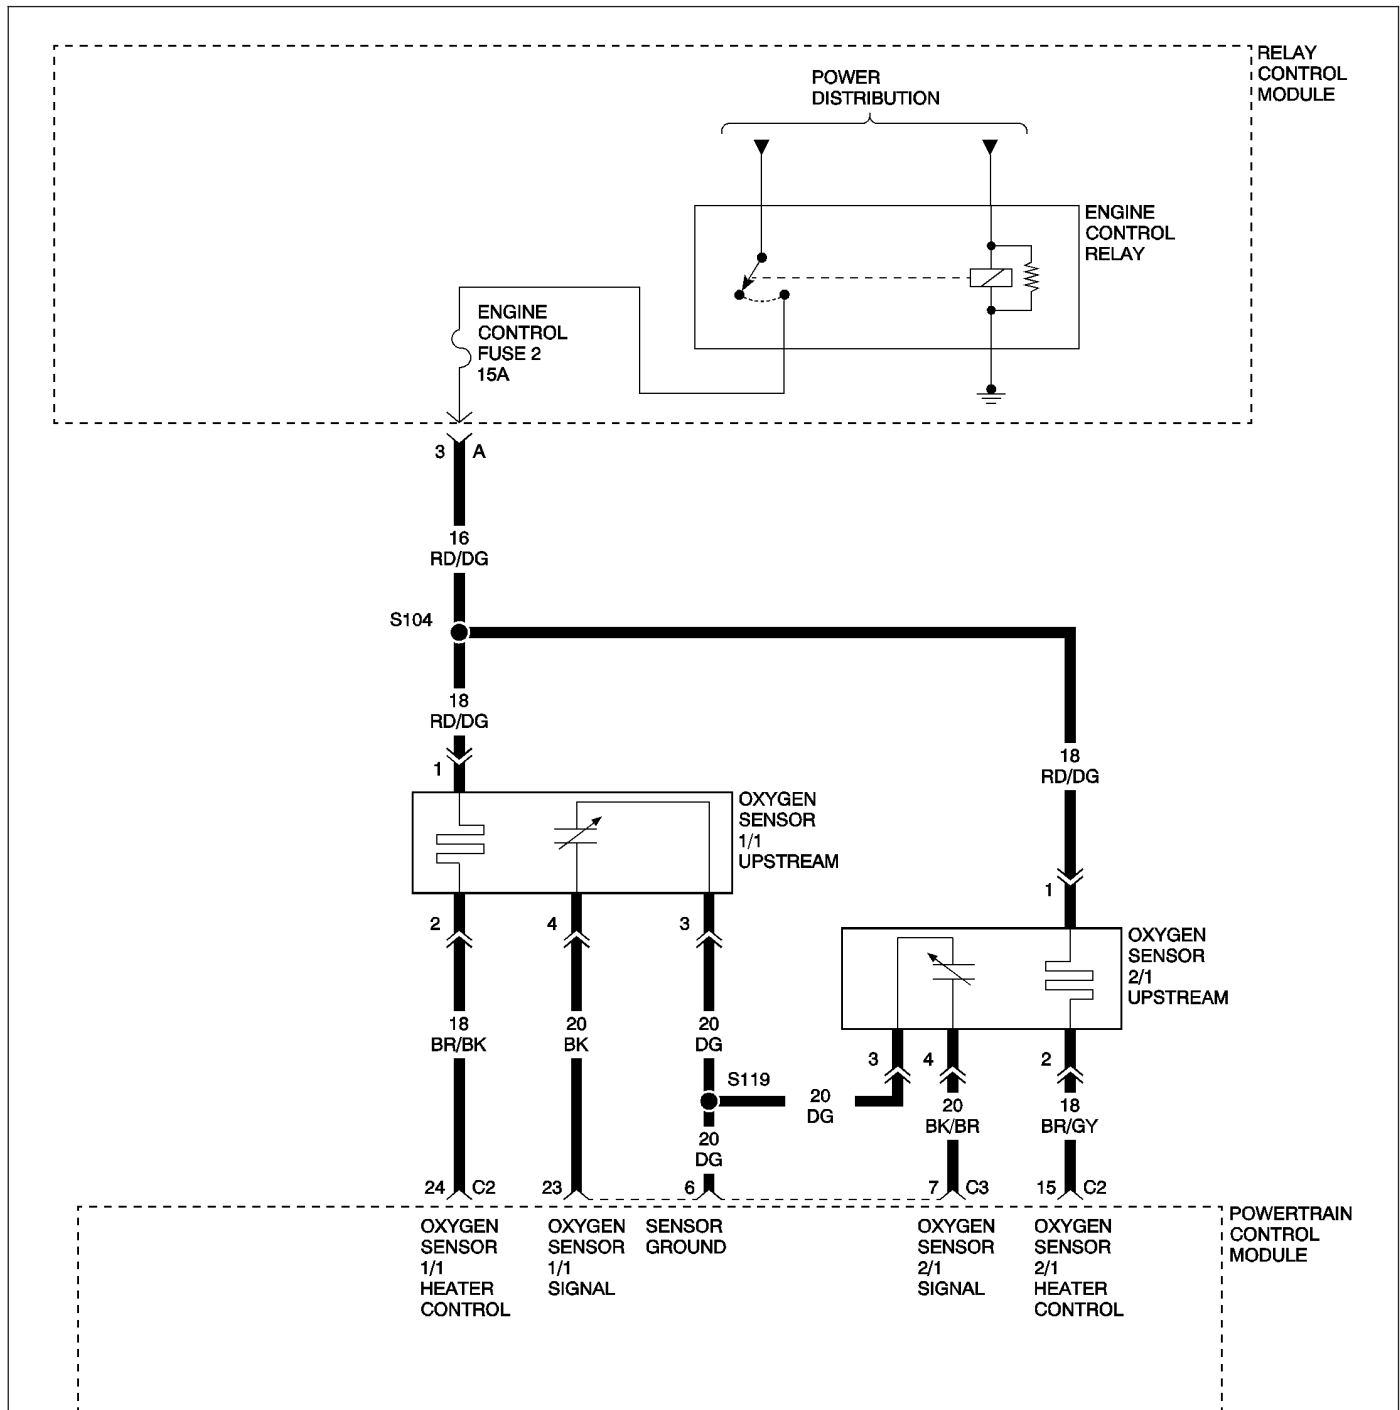 RELAY
CONTROL
MODULE
POWER
DISTRIBUTION
ENGINE
CONTROL
RELAY
ENGINE
CONTROL
FUSE 2
15A
3 A
16
RD/DG
S104
18
RD/DG
18
RD/DG
1
OXYGEN
SENSOR
1/1
UPSTREAM
1
2 4 3
OXYGEN
SENSOR
2/1
UPSTREAM
18
BR/BK
20
BK
20
DG
3 4 2
S119
20
DG
20
BK/BR
18
BR/GY
20
DG
24 C2 23 6 7 C3 15 C2
POWERTRAIN
CONTROL
MODULE
OXYGEN
SENSOR
1/1
HEATER
CONTROL
OXYGEN
SENSOR
1/1
SIGNAL
SENSOR
GROUND
OXYGEN
SENSOR
2/1
SIGNAL
OXYGEN
SENSOR
2/1
HEATER
CONTROL